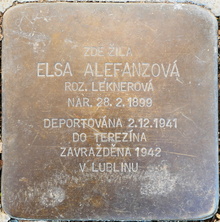 ZDE ŽILA
ELSA ALEFANZOVÁ
ROZ. LEKNEROVÁ
NAR. 28. 2. 1899
DEPORTOVÁNA 2.12.1941
DO TEREZÍNA
ZAVRAŽDĚNA 1942
V LUBLINU